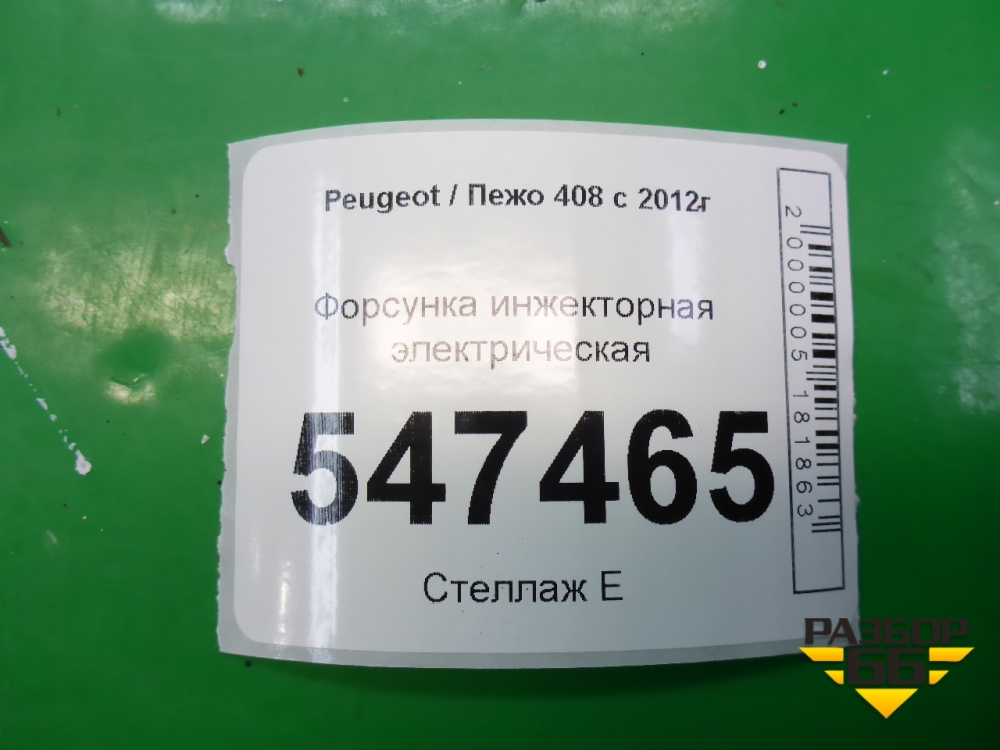 Peugeot / Пежо 408 с 2012г
Форсунка инжекторная
электрическая
547465
Стеллаж Е
2000005181863
РАЗБОР
66